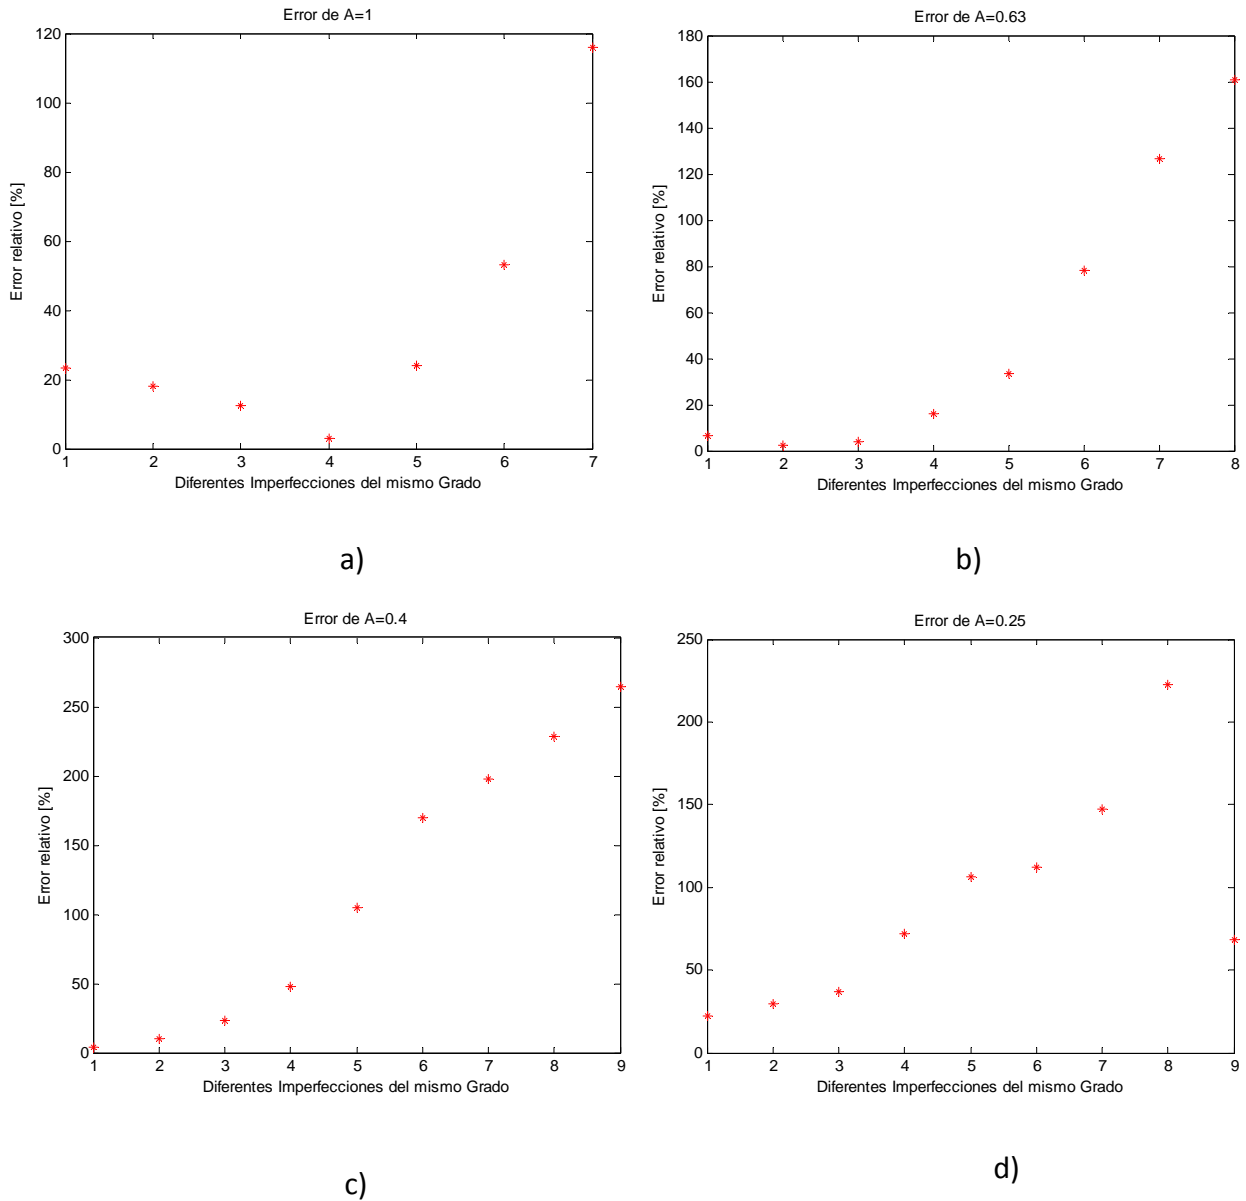 Error de A=1
120
100
80
60
40
20
0
Error relativo [%]
1 2 3 4 5 6 7
Diferentes Imperfecciones del mismo Grado
a)
Error de A=0.63
180
160
140
120
100
80
60
40
20
0
Error relativo [%]
1 2 3 4 5 6 7 8
Diferentes Imperfecciones del mismo Grado
b)
Error de A=0.4
300
250
200
150
100
50
0
Error relativo [%]
1 2 3 4 5 6 7 8 9
Diferentes Imperfecciones del mismo Grado
c)
Error de A=0.25
250
200
150
100
50
0
Error relativo [%]
1 2 3 4 5 6 7 8 9
Diferentes Imperfecciones del mismo Grado
d)